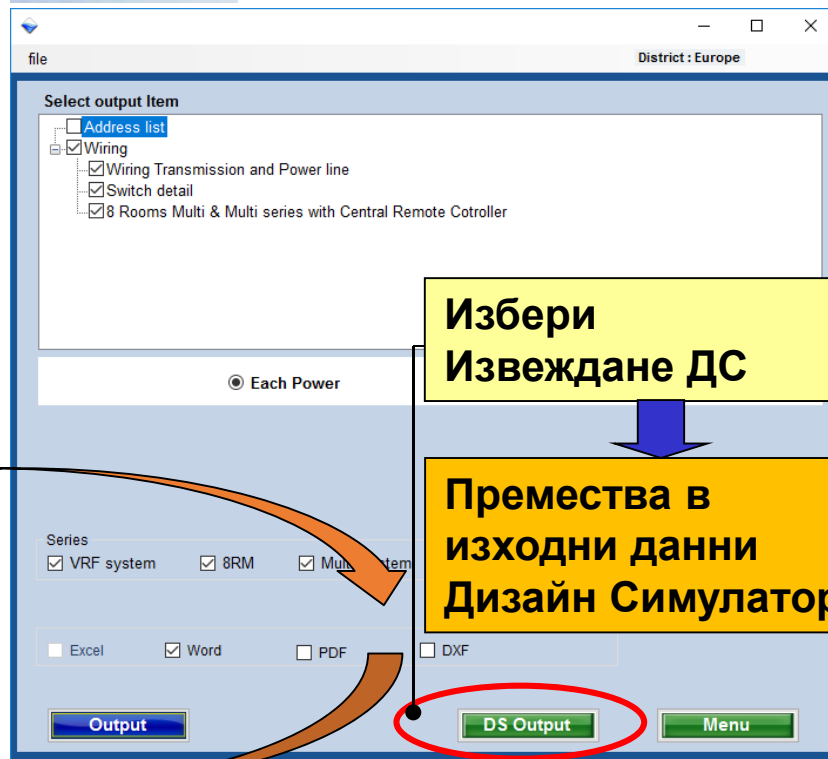 file
District : Europe
Select output Item
Address list
Wiring
Wiring Transmission and Power line
Switch detail
8 Rooms Multi & Multi series with Central Remote Cotroller
Избери
Извеждане ДС
Each Power
Премества в
изходни данни
Дизайн Симулатор
Series
VRF system
8RM
Excel
Word
PDF
DXF
Output
DS Output
Menu